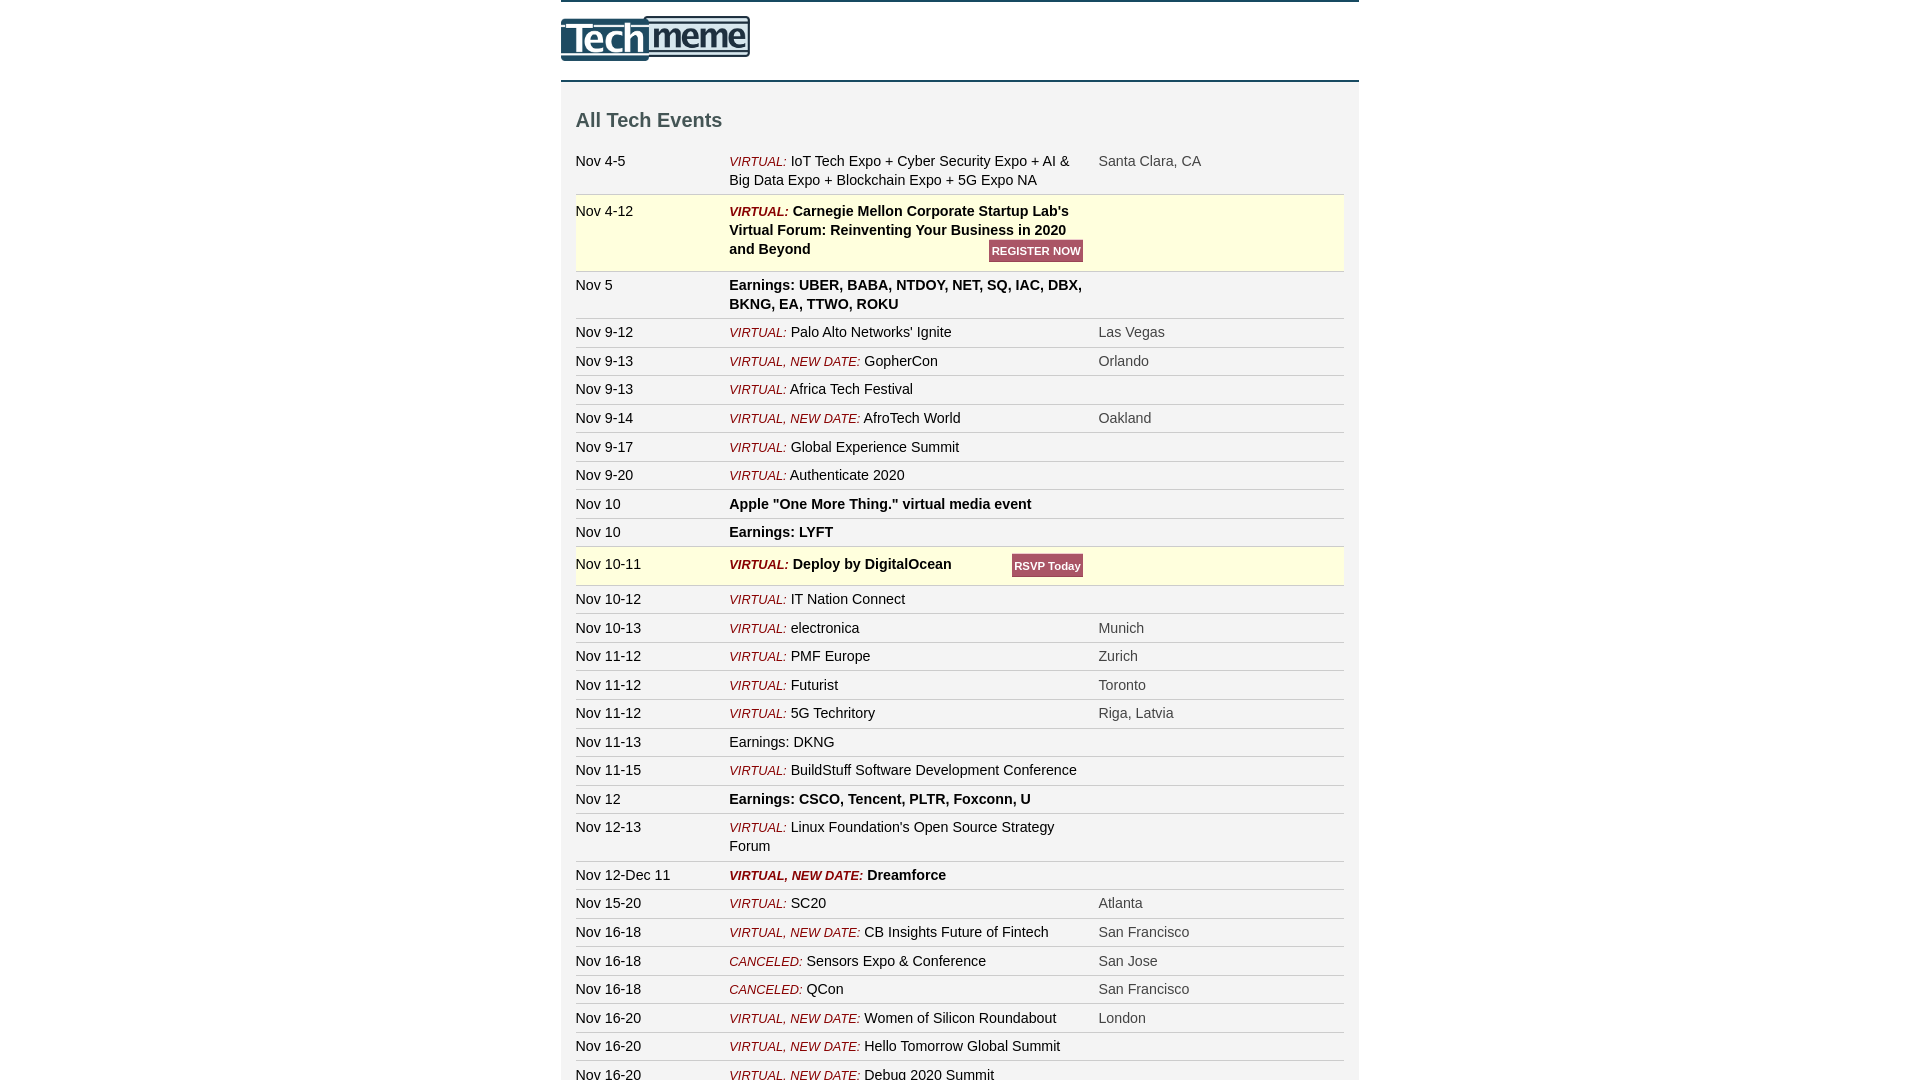 Techmeme
All Tech Events
Nov 4-5 VIRTUAL: IoT Tech Expo + Cyber Security Expo + AI & Santa Clara, CA
Big Data Expo + Blockchain Expo + 5G Expo NA
Nov 4-12 VIRTUAL: Carnegie Mellon Corporate Startup Lab's
Virtual Forum: Reinventing Your Business in 2020
and Beyond REGISTER NOW
Nov 5 Earnings: UBER, BABA, NTDOY, NET, SQ, IAC, DBX,
BKNG, EA, TTWO, ROKU
Nov 9-12 VIRTUAL: Palo Alto Networks' Ignite Las Vegas
Nov 9-13 VIRTUAL, NEW DATE: GopherCon Orlando
Nov 9-13 VIRTUAL: Africa Tech Festival
Nov 9-14 VIRTUAL, NEW DATE: AfroTech World Oakland
Nov 9-17 VIRTUAL: Global Experience Summit
Nov 9-20 VIRTUAL: Authenticate 2020
Nov 10 Apple "One More Thing." virtual media event
Nov 10 Earnings: LYFT
Nov 10-11 VIRTUAL: Deploy by DigitalOcean RSVP Today
Nov 10-12 VIRTUAL: IT Nation Connect
Nov 10-13 VIRTUAL: electronica Munich
Nov 11-12 VIRTUAL: PMF Europe Zurich
Nov 11-12 VIRTUAL: Futurist Toronto
Nov 11-12 VIRTUAL: 5G Techritory Riga, Latvia
Nov 11-13 Earnings: DKNG
Nov 11-15 VIRTUAL: BuildStuff Software Development Conference
Nov 12 Earnings: CSCO, Tencent, PLTR, Foxconn, U
Nov 12-13 VIRTUAL: Linux Foundation's Open Source Strategy
Forum
Nov 12-Dec 11 VIRTUAL, NEW DATE: Dreamforce
Nov 15-20 VIRTUAL: SC20 Atlanta
Nov 16-18 VIRTUAL, NEW DATE: CB Insights Future of Fintech San Francisco
Nov 16-18 CANCELED: Sensors Expo & Conference San Jose
Nov 16-18 CANCELED: QCon San Francisco
Nov 16-20 VIRTUAL, NEW DATE: Women of Silicon Roundabout London
Nov 16-20 VIRTUAL, NEW DATE: Hello Tomorrow Global Summit
Nov 16-20 VIRTUAL, NEW DATE: Debug 2020 Summit